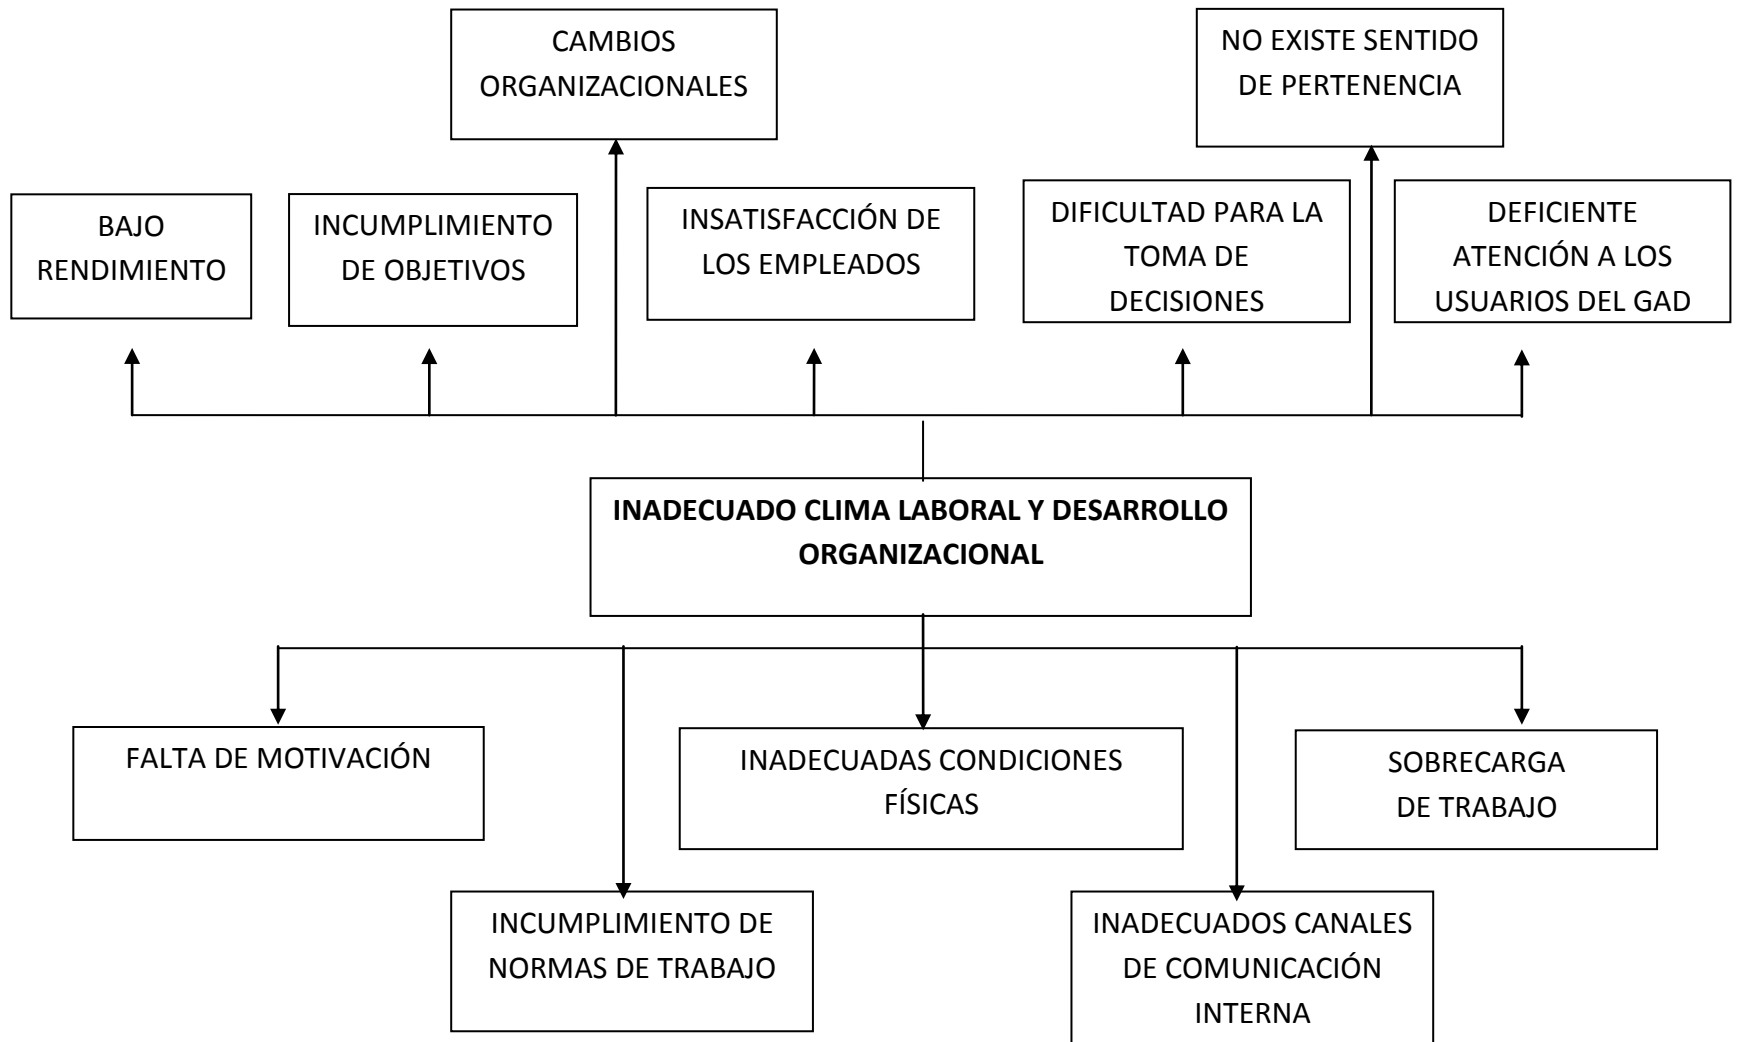 CAMBIOS
ORGANIZACIONALES
NO EXISTE SENTIDO
DE PERTENENCIA
BAJO
RENDIMIENTO
INCUMPLIMIENTO
DE OBJETIVOS
INSATISFACCIÓN DE
LOS EMPLEADOS
DIFICULTAD PARA LA
TOMA DE
DECISIONES
DEFICIENTE
ATENCIÓN A LOS
USUARIOS DEL GAD
INADECUADO CLIMA LABORAL Y DESARROLLO
ORGANIZACIONAL
FALTA DE MOTIVACIÓN
INADECUADAS CONDICIONES
FÍSICAS
SOBRECARGA
DE TRABAJO
INCUMPLIMIENTO DE
NORMAS DE TRABAJO
INADECUADOS CANALES
DE COMUNICACIÓN
INTERNA